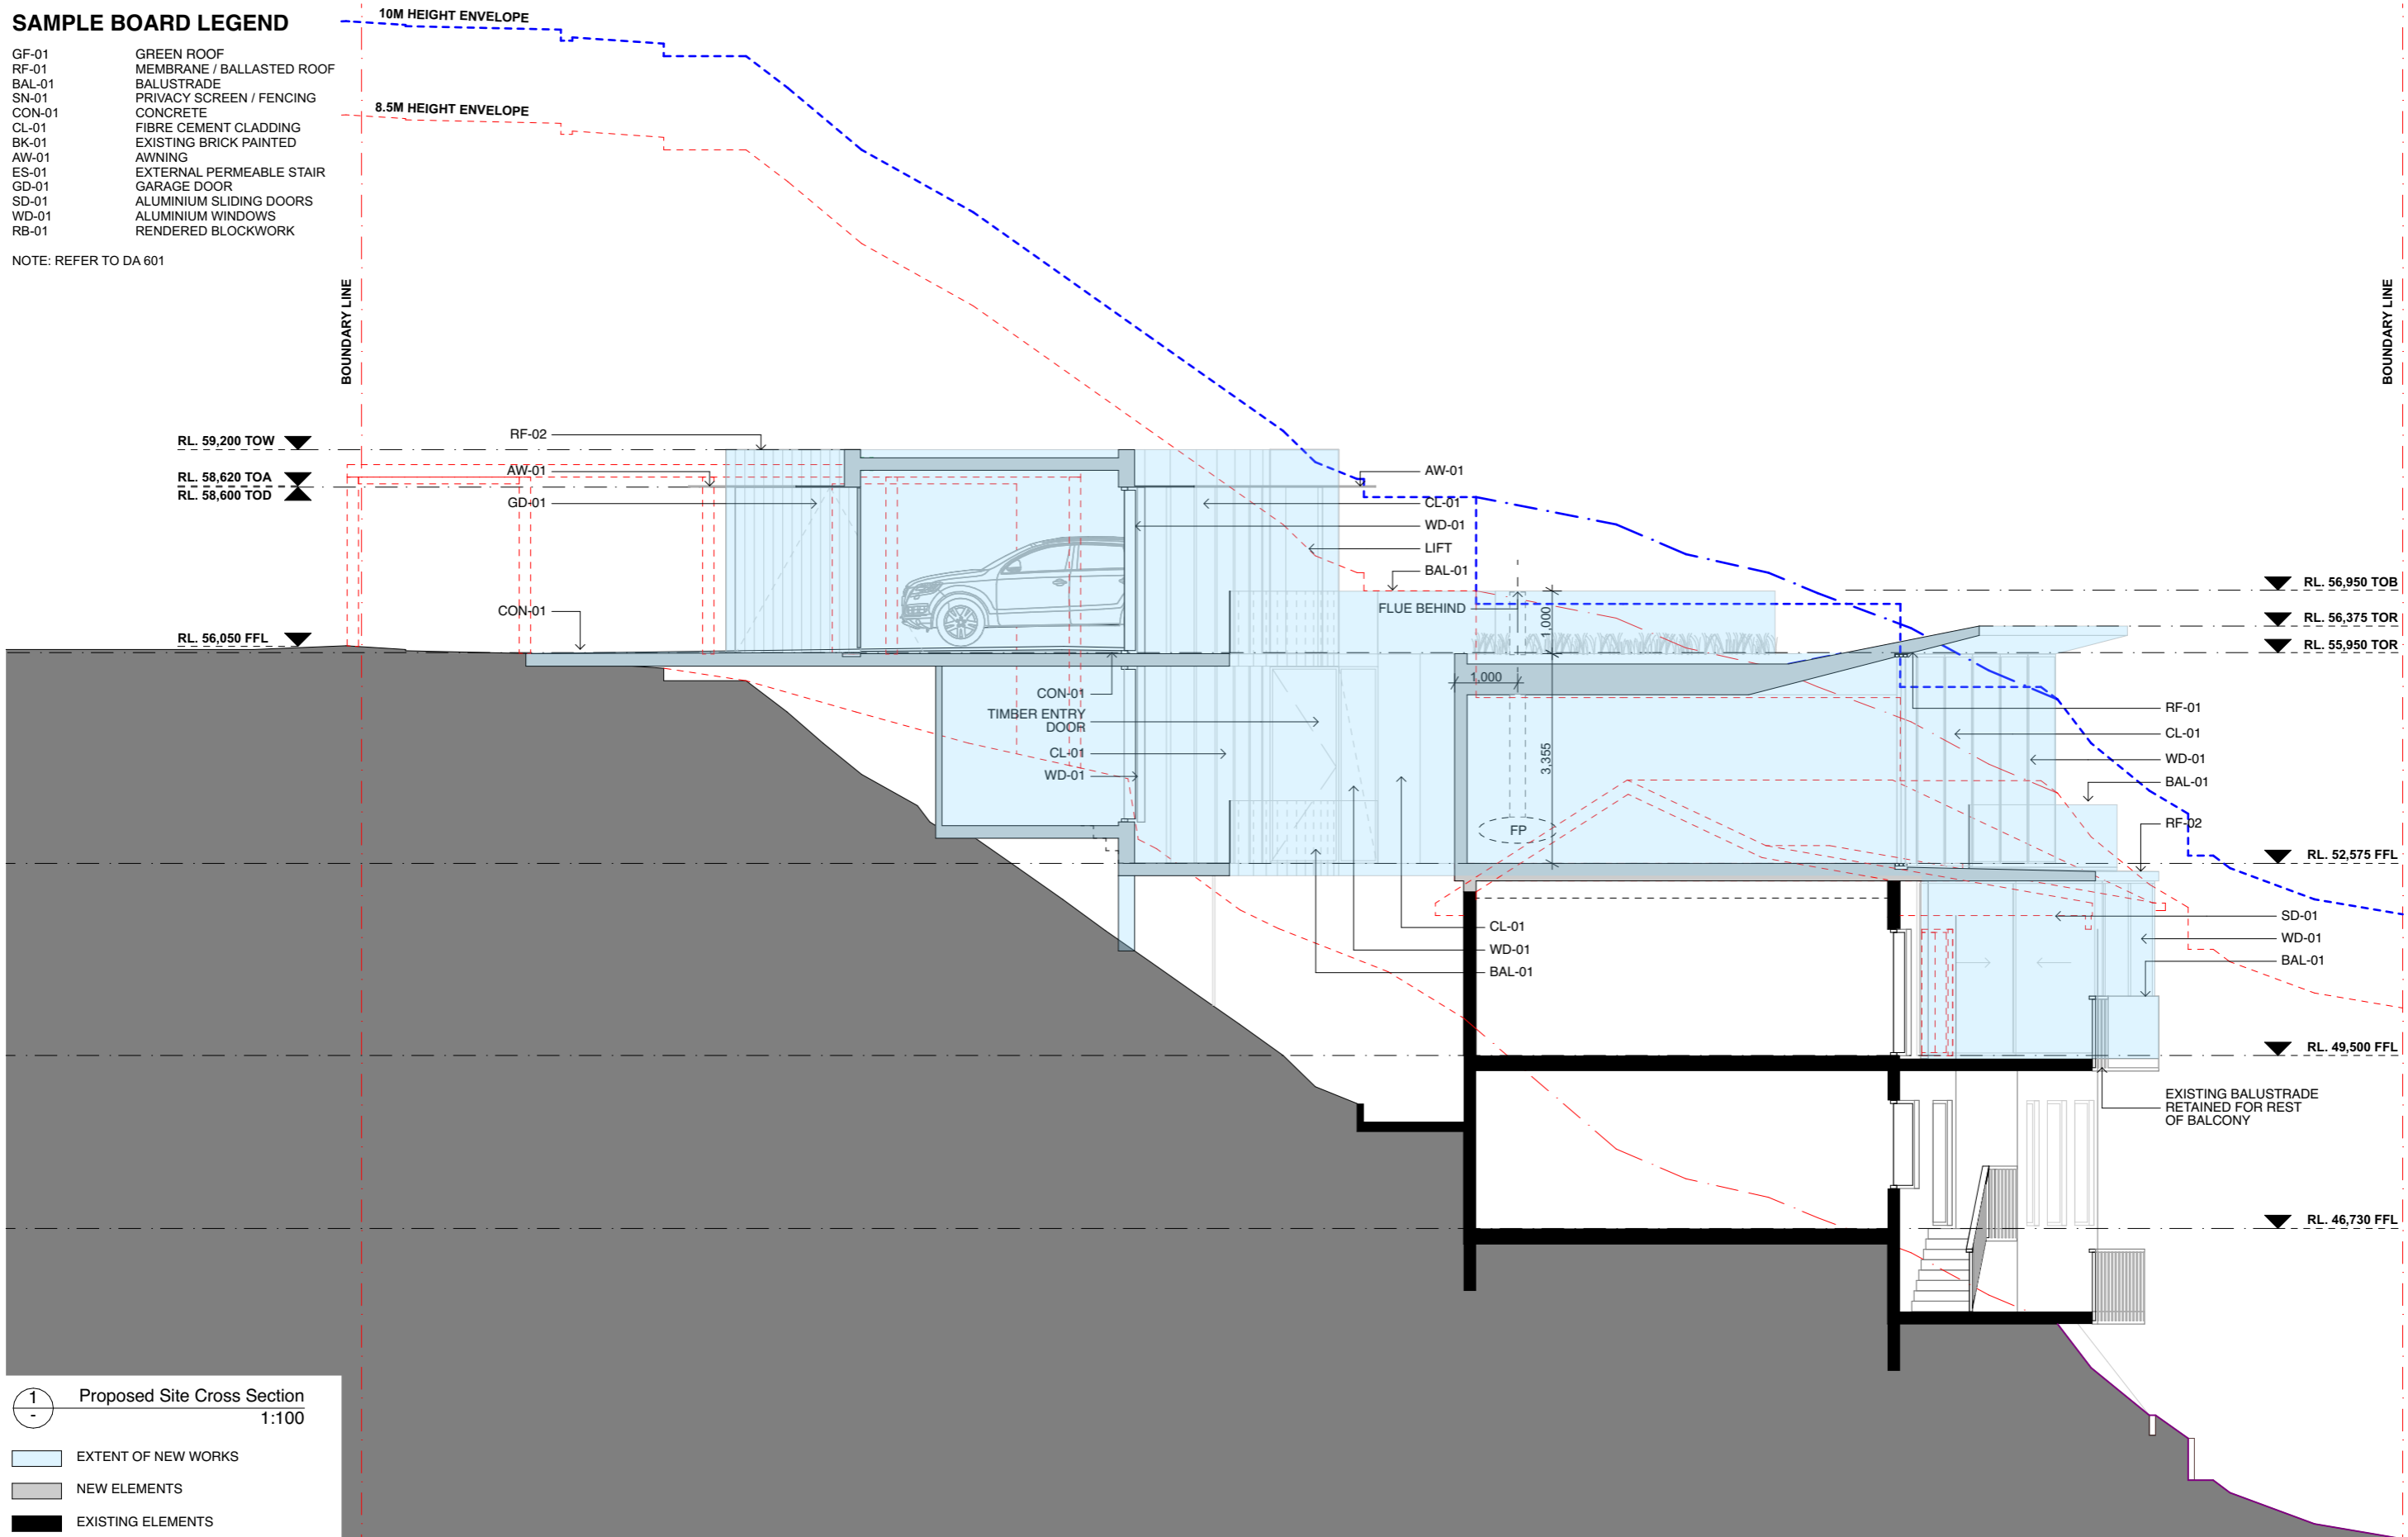 SAMPLE BOARD LEGEND
GF-01 GREEN ROOF
RF-01 MEMBRANE / BALLASTED ROOF
BAL-01 BALUSTRADE
SN-01 PRIVACY SCREEN / FENCING
CON-01 CONCRETE
CL-01 FIBRE CEMENT CLADDING
BK-01 EXISTING BRICK PAINTED
AW-01 AWNING
ES-01 EXTERNAL PERMEABLE STAIR
GD-01 GARAGE DOOR
SD-01 ALUMINIUM SLIDING DOORS
WD-01 ALUMINIUM WINDOWS
RB-01 RENDERED BLOCKWORK
NOTE: REFER TO DA 601
10M HEIGHT ENVELOPE
8.5M HEIGHT ENVELOPE
BOUNDARY LINE
BOUNDARY LINE
RL. 59,200 TOW
RL. 58,620 TOA
RL. 58,600 TOD
RL. 56,050 FFL
RF-02
AW-01
GD-01
CON-01
AW-01
CL-01
WD-01
LIFT
BAL-01
FLUE BEHIND
1,000
1,000
3,355
FP
CON-01
TIMBER ENTRY
DOOR
CL-01
WD-01
CL-01
WD-01
BAL-01
RL. 56,950 TOB
RL. 56,375 TOR
RL. 55,950 TOR
RF-01
CL-01
WD-01
BAL-01
RF-02
RL. 52,575 FFL
SD-01
WD-01
BAL-01
RL. 49,500 FFL
EXISTING BALUSTRADE
RETAINED FOR REST
OF BALCONY
RL. 46,730 FFL
1
-
Proposed Site Cross Section
1:100
EXTENT OF NEW WORKS
NEW ELEMENTS
EXISTING ELEMENTS